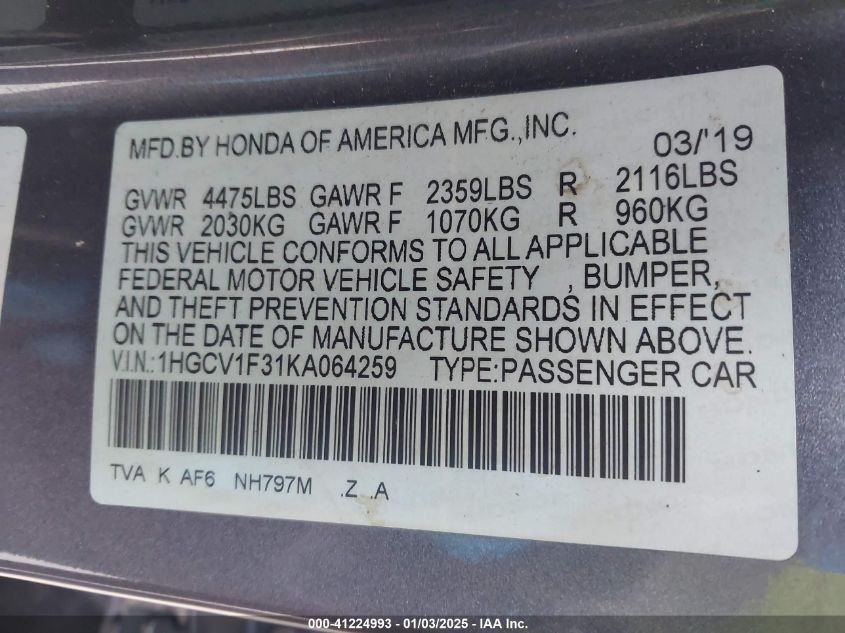 MFD.BY HONDA OF AMERICA MFG.,INC. 03/'19
GVWR 4475LBS GAWR F 2359LBS R 2116LBS
GVWR 2030KG GAWR F 1070KG R 960KG
THIS VEHICLE CONFORMS TO ALL APPLICABLE
FEDERAL MOTOR VEHICLE SAFETY , BUMPER,
AND THEFT PREVENTION STANDARDS IN EFFECT
ON THE DATE OF MANUFACTURE SHOWN ABOVE.
V.I.N.:1HGCV1F31KA064259 TYPE:PASSENGER CAR
TVA K AF6 NH797M .Z .A
000-41224993 - 01/03/2025 - IAA Inc.